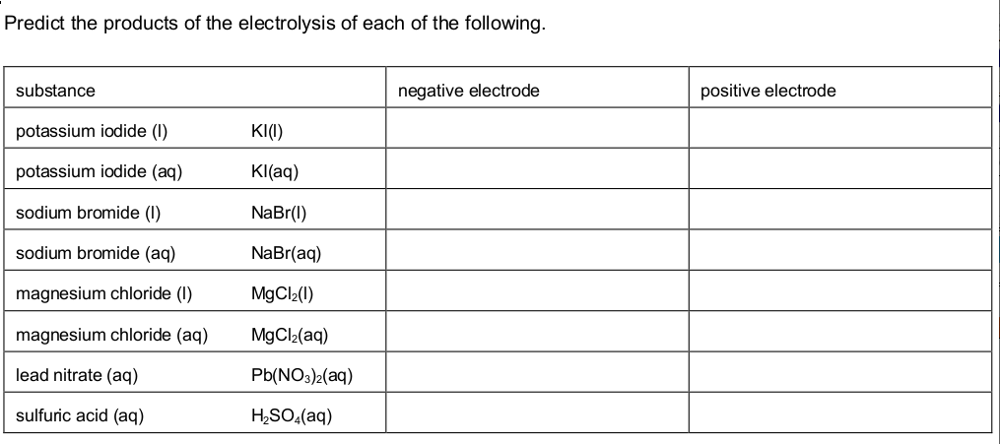 Predict the products of the electrolysis of each of the following.
substance negative electrode positive electrode
potassium iodide (l) KI(l)
potassium iodide (aq) KI(aq)
sodium bromide (l) NaBr(l)
sodium bromide (aq) NaBr(aq)
magnesium chloride (l) MgCl₂(l)
magnesium chloride (aq) MgCl₂(aq)
lead nitrate (aq) Pb(NO₃)₂(aq)
sulfuric acid (aq) H₂SO₄(aq)